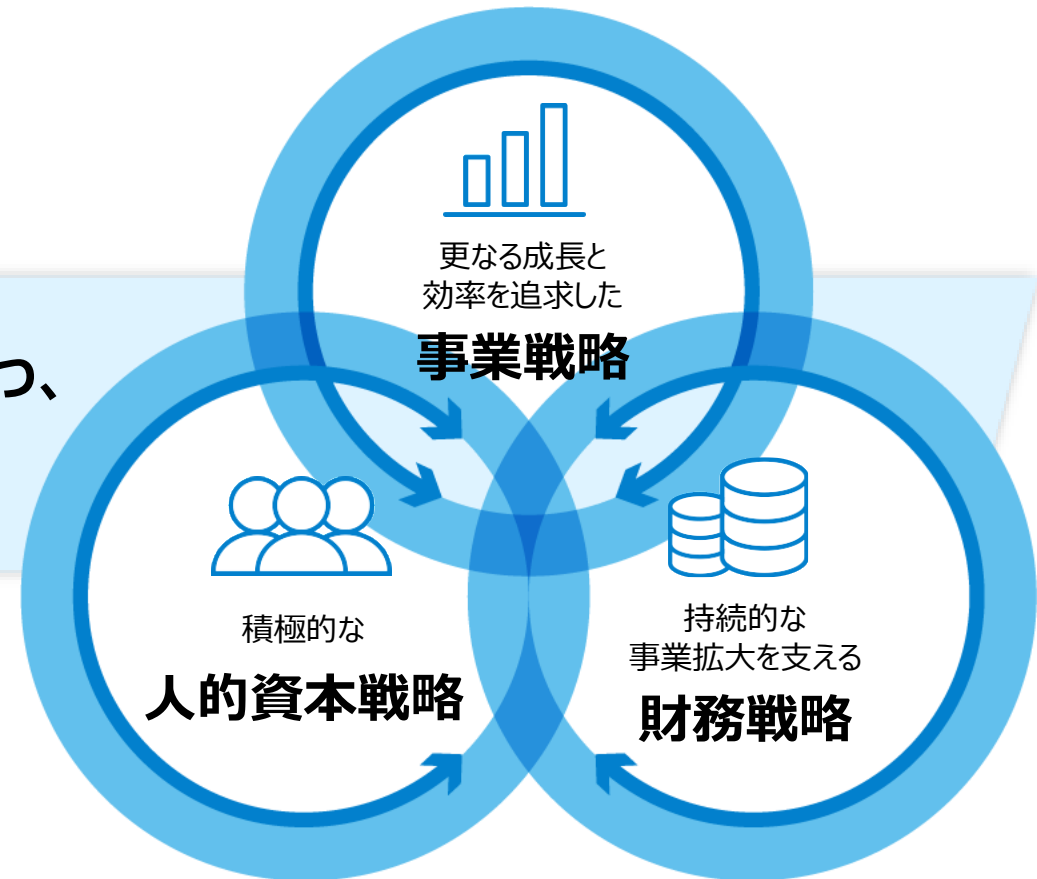 更なる成長と
効率を追求した
事業戦略
つ、
積極的な
人的資本戦略
持続的な
事業拡大を支える
財務戦略